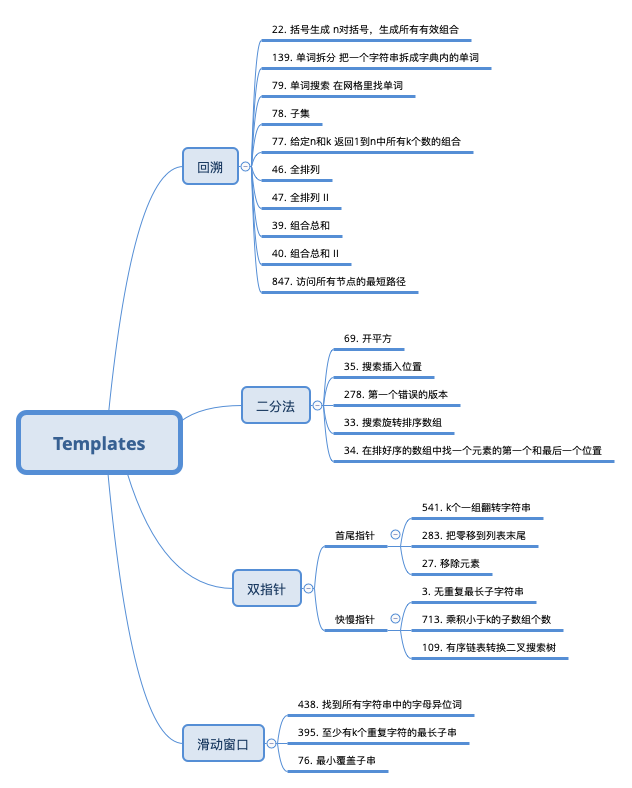 Templates
回溯
22. 括号生成 n对括号，生成所有有效组合
139. 单词拆分 把一个字符串拆成字典内的单词
79. 单词搜索 在网格里找单词
78. 子集
77. 给定n和k 返回1到n中所有k个数的组合
46. 全排列
47. 全排列 II
39. 组合总和
40. 组合总和 II
847. 访问所有节点的最短路径
二分法
69. 开平方
35. 搜索插入位置
278. 第一个错误的版本
33. 搜索旋转排序数组
34. 在排好序的数组中找一个元素的第一个和最后一个位置
双指针
首尾指针
541. k个一组翻转字符串
283. 把零移到列表末尾
27. 移除元素
快慢指针
3. 无重复最长子字符串
713. 乘积小于k的子数组个数
109. 有序链表转换二叉搜索树
滑动窗口
438. 找到所有字符串中的字母异位词
395. 至少有k个重复字符的最长子串
76. 最小覆盖子串